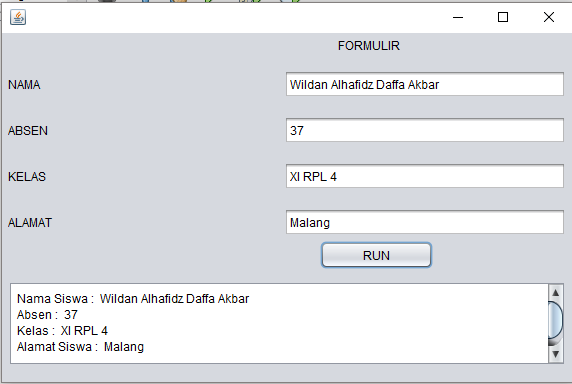 FORMULIR
NAMA Wildan Alhafidz Daffa Akbar
ABSEN 37
KELAS XI RPL 4
ALAMAT Malang
RUN
Nama Siswa : Wildan Alhafidz Daffa Akbar
Absen : 37
Kelas : XI RPL 4
Alamat Siswa : Malang